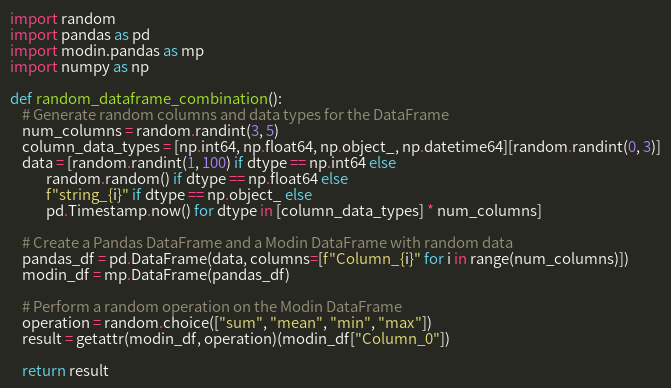 import random
import pandas as pd
import modin.pandas as mp
import numpy as np

def random_dataframe_combination():
    # Generate random columns and data types for the DataFrame
    num_columns = random.randint(3, 5)
    column_data_types = [np.int64, np.float64, np.object_, np.datetime64][random.randint(0, 3)]
    data = [random.randint(1, 100) if dtype == np.int64 else
            random.random() if dtype == np.float64 else
            f"string_{i}" if dtype == np.object_ else
            pd.Timestamp.now() for dtype in [column_data_types] * num_columns]

    # Create a Pandas DataFrame and a Modin DataFrame with random data
    pandas_df = pd.DataFrame(data, columns=[f"Column_{i}" for i in range(num_columns)])
    modin_df = mp.DataFrame(pandas_df)

    # Perform a random operation on the Modin DataFrame
    operation = random.choice(["sum", "mean", "min", "max"])
    result = getattr(modin_df, operation)(modin_df["Column_0"])

    return result